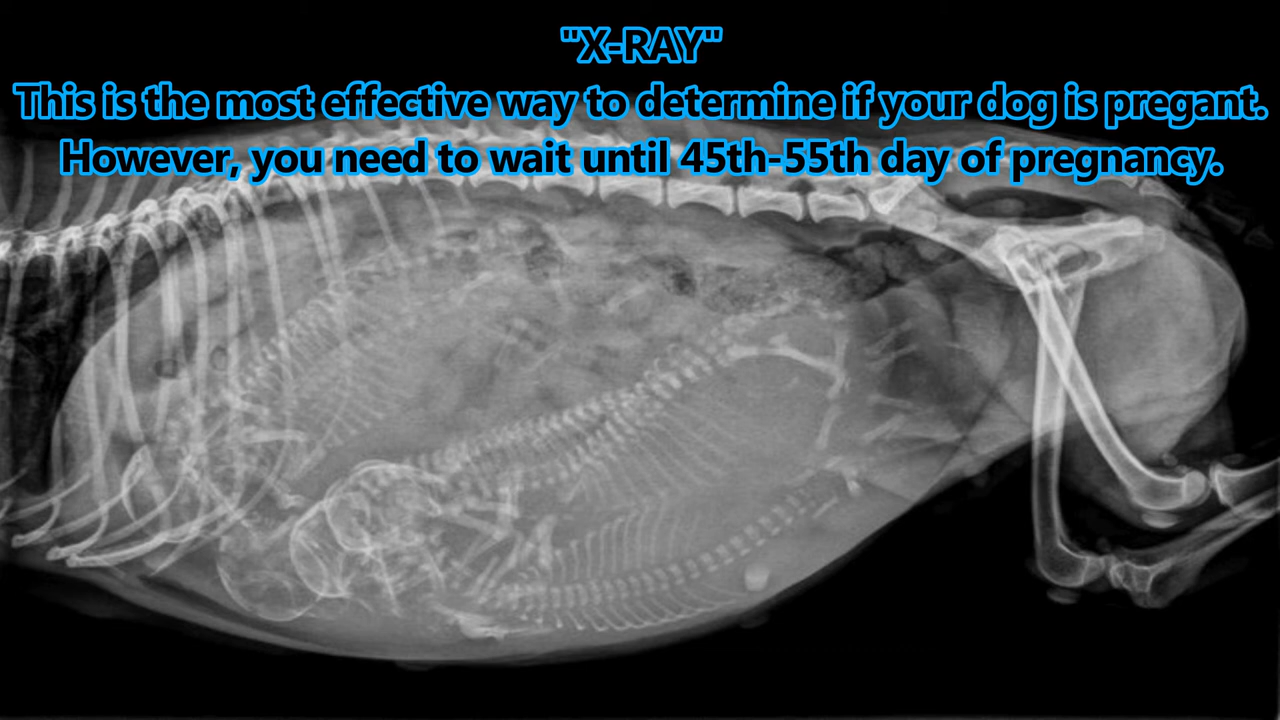 "X-RAY"
This is the most effective way to determine if your dog is pregant.
However, you need to wait until 45th-55th day of pregnancy.